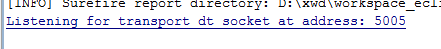 [INFO] Surefire report directory: D:\xwd\workspace_ecli
Listening for transport dt socket at address: 5005